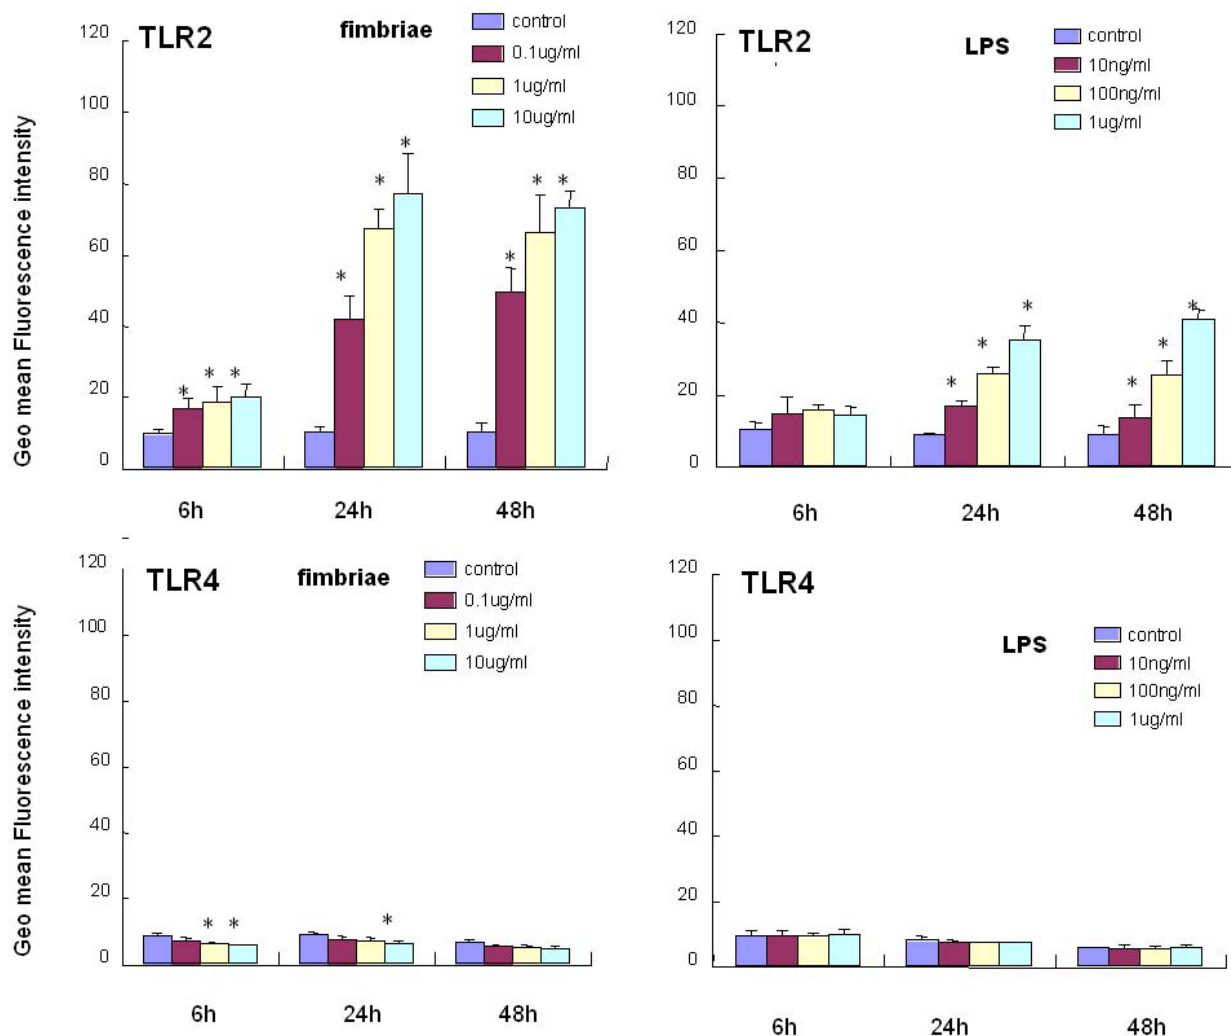 TLR2
fimbriae
control
0.1ug/ml
1ug/ml
10ug/ml
Geo mean Fluorescence intensity
120
100
80
60
40
20
0
* * * * * * * * *
6h
24h
48h
TLR2
LPS
control
10ng/ml
100ng/ml
1ug/ml
120
100
80
60
40
20
0
* * * * * *
6h
24h
48h
TLR4
fimbriae
control
0.1ug/ml
1ug/ml
10ug/ml
Geo mean Fluorescence intensity
120
100
80
60
40
20
0
* * *
6h
24h
48h
TLR4
LPS
control
10ng/ml
100ng/ml
1ug/ml
120
100
80
60
40
20
0
6h
24h
48h